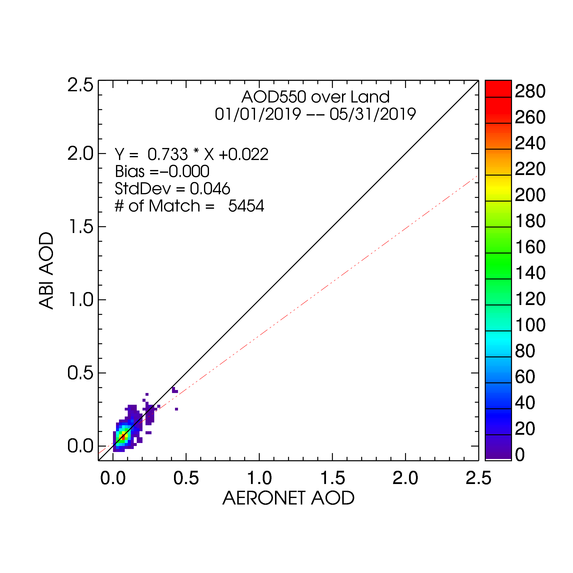 AOD550 over Land
01/01/2019 -- 05/31/2019
Y = 0.733 * X +0.022
Bias =-0.000
StdDev = 0.046
# of Match = 5454
2.5
2.0
1.5
1.0
0.5
0.0
ABI AOD
0.0 0.5 1.0 1.5 2.0 2.5
AERONET AOD
280
260
240
220
200
180
160
140
120
100
80
60
40
20
0